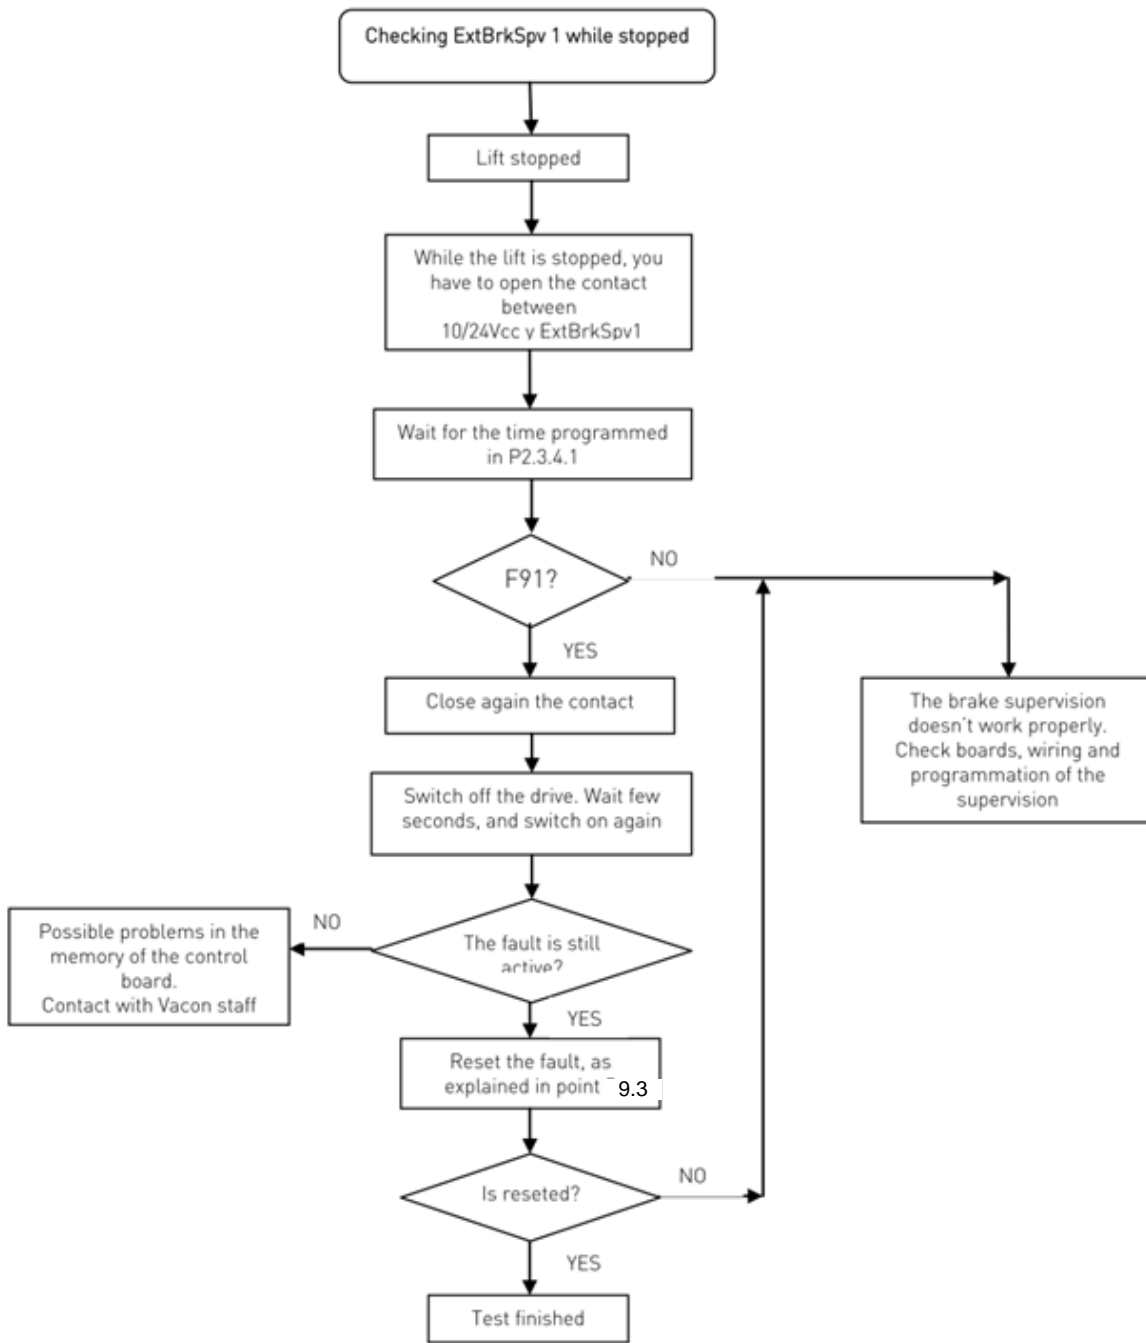 Checking ExtBrkSpv 1 while stopped
Lift stopped
While the lift is stopped, you
have to open the contact
between
10/24Vcc y ExtBrkSpv1
Wait for the time programmed
in P2.3.4.1
F91?
NO
YES
Close again the contact
The brake supervision
doesn´t work properly.
Check boards, wiring and
programmation of the
supervision
Switch off the drive. Wait few
seconds, and switch on again
The fault is still
active?
NO
Possible problems in the
memory of the control
board.
Contact with Vacon staff
YES
Reset the fault, as
explained in point 9.3
Is reseted?
NO
YES
Test finished